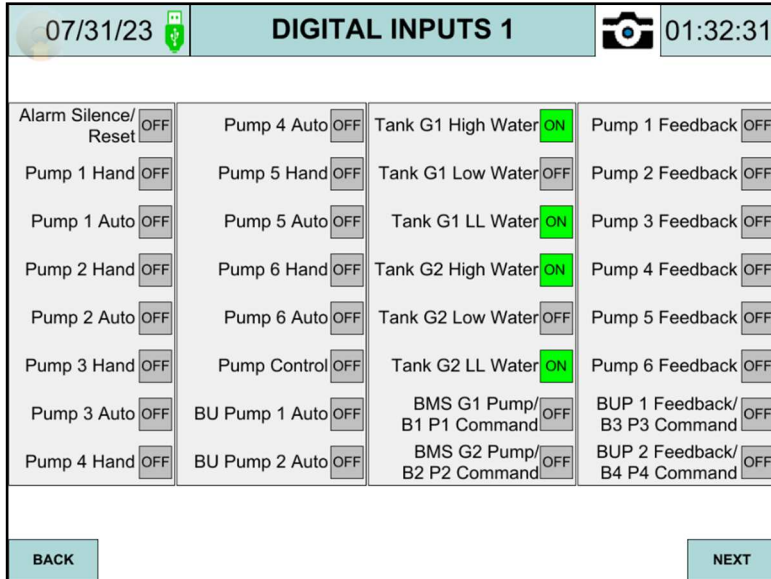 07/31/23
DIGITAL INPUTS 1
01:32:31
Alarm Silence/
Reset OFF
Pump 1 Hand OFF
Pump 1 Auto OFF
Pump 2 Hand OFF
Pump 2 Auto OFF
Pump 3 Hand OFF
Pump 3 Auto OFF
Pump 4 Hand OFF
Pump 4 Auto OFF
Pump 5 Hand OFF
Pump 5 Auto OFF
Pump 6 Hand OFF
Pump 6 Auto OFF
Pump Control OFF
BU Pump 1 Auto OFF
BU Pump 2 Auto OFF
Tank G1 High Water ON
Tank G1 Low Water OFF
Tank G1 LL Water ON
Tank G2 High Water ON
Tank G2 Low Water OFF
Tank G2 LL Water ON
BMS G1 Pump/
B1 P1 Command OFF
BMS G2 Pump/
B2 P2 Command OFF
Pump 1 Feedback OFF
Pump 2 Feedback OFF
Pump 3 Feedback OFF
Pump 4 Feedback OFF
Pump 5 Feedback OFF
Pump 6 Feedback OFF
BUP 1 Feedback/
B3 P3 Command OFF
BUP 2 Feedback/
B4 P4 Command OFF
BACK
NEXT